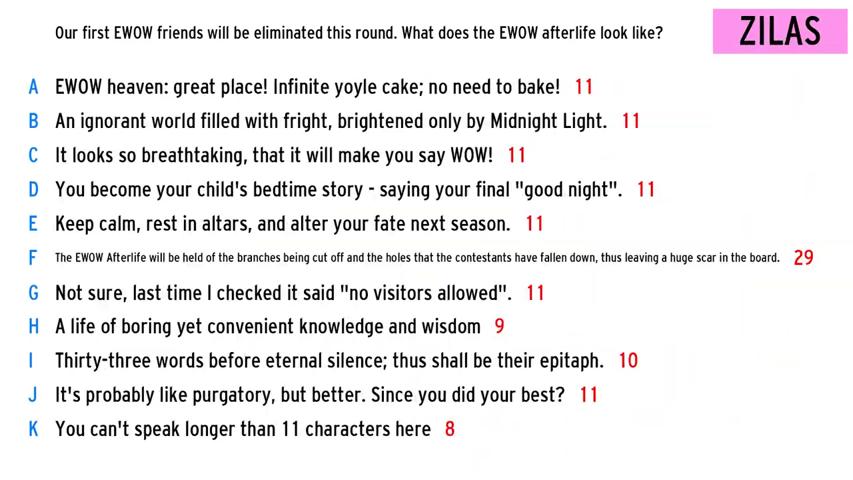 Our first EWOW friends will be eliminated this round. What does the EWOW afterlife look like?
ZILAS
A EWOW heaven: great place! Infinite yoyle cake; no need to bake! 11
B An ignorant world filled with fright, brightened only by Midnight Light. 11
C It looks so breathtaking, that it will make you say WOW! 11
D You become your child's bedtime story - saying your final "good night". 11
E Keep calm, rest in altars, and alter your fate next season. 11
F The EWOW Afterlife will be held of the branches being cut off and the holes that the contestants have fallen down, thus leaving a huge scar in the board. 29
G Not sure, last time I checked it said "no visitors allowed". 11
H A life of boring yet convenient knowledge and wisdom 9
I Thirty-three words before eternal silence; thus shall be their epitaph. 10
J It's probably like purgatory, but better. Since you did your best? 11
K You can't speak longer than 11 characters here 8